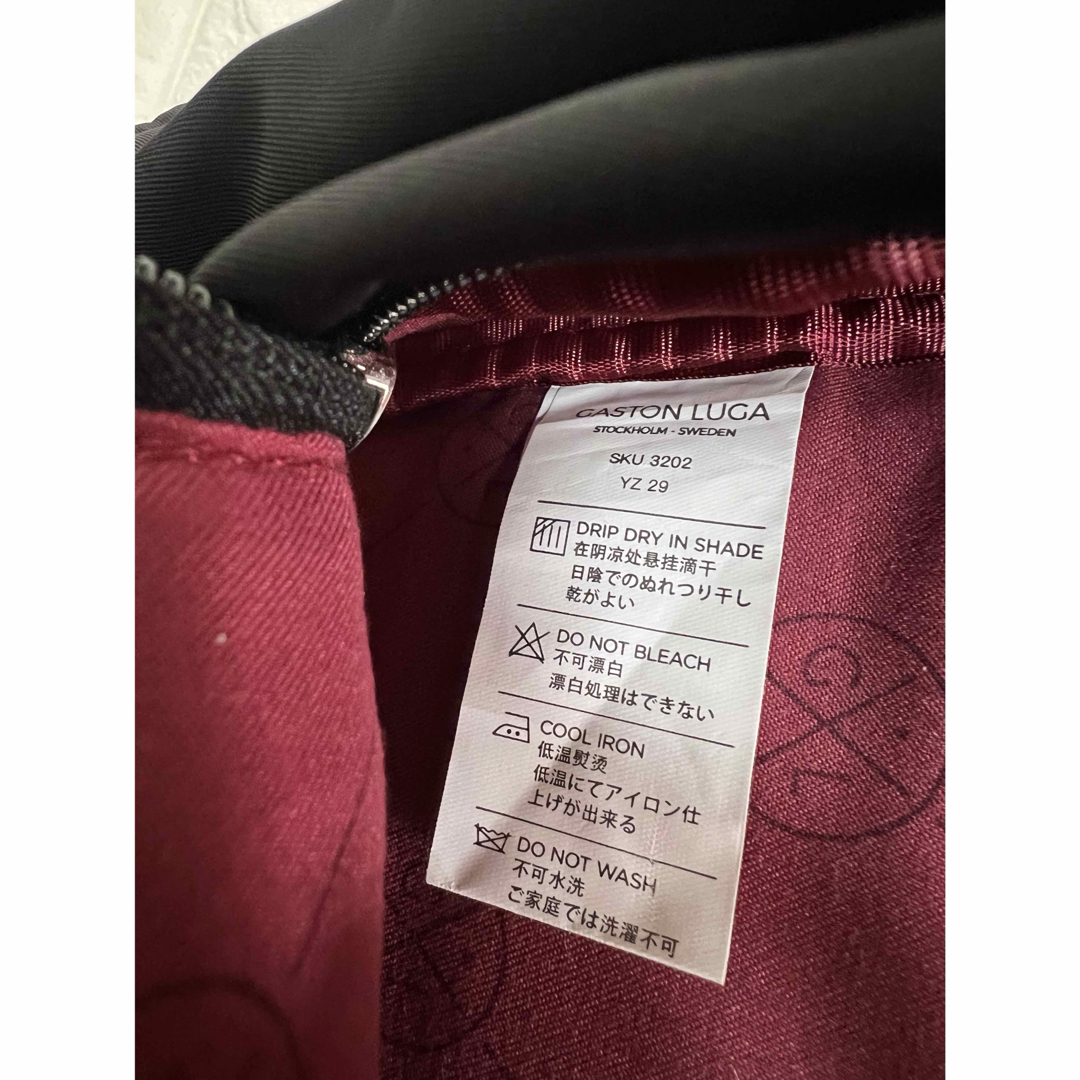 GASTON LUGA
STOCKHOLM - SWEDEN
SKU 3202
YZ 29
DRIP DRY IN SHADE
在阴凉处悬挂滴干
日陰でのぬれつり干し
乾がよい
DO NOT BLEACH
不可漂白
漂白処理はできない
COOL IRON
低温熨烫
低温にてアイロン仕
上げが出来る
DO NOT WASH
不可水洗
ご家庭では洗濯不可
G
L